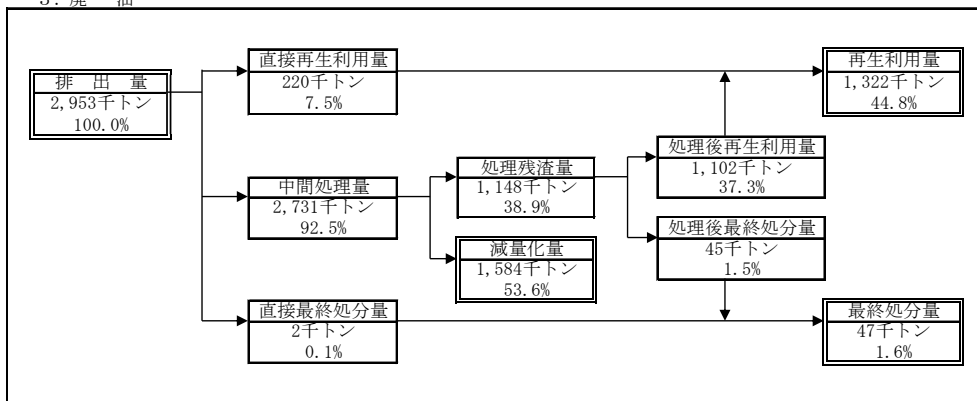 3．廃　油
排　出　量
2,953千トン
100.0%
直接再生利用量
220千トン
7.5%
再生利用量
1,322千トン
44.8%
中間処理量
2,731千トン
92.5%
処理残渣量
1,148千トン
38.9%
処理後再生利用量
1,102千トン
37.3%
減量化量
1,584千トン
53.6%
処理後最終処分量
45千トン
1.5%
直接最終処分量
2千トン
0.1%
最終処分量
47千トン
1.6%